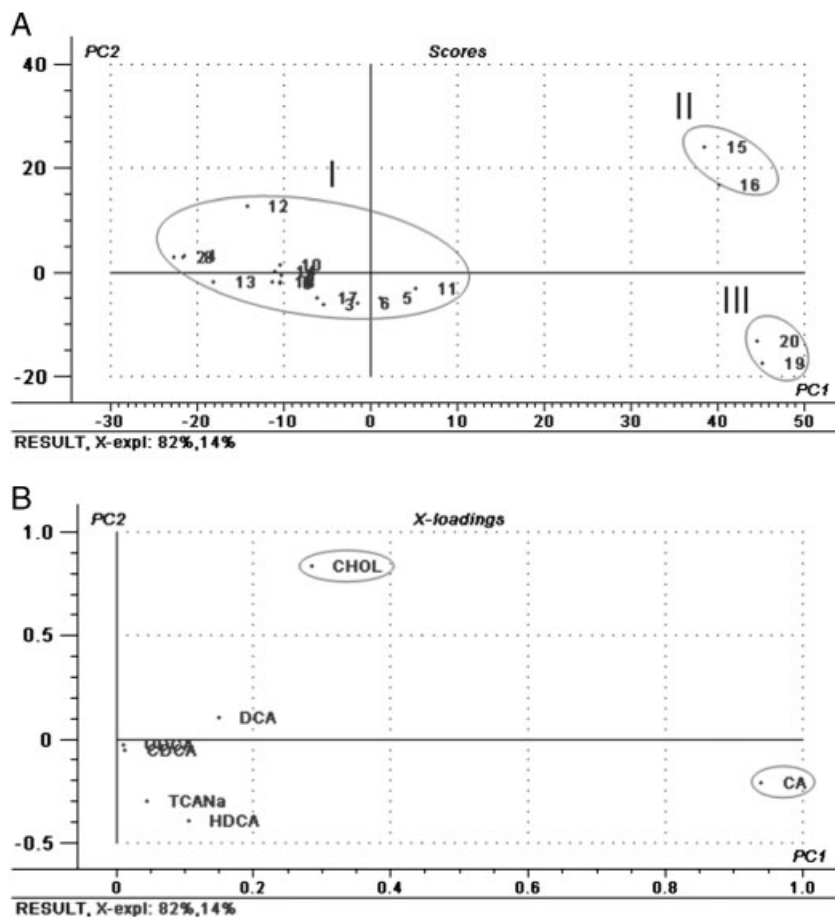 A
PC2
Scores
40
II
15
I
20
16
12
10
0
13
17
3
6
5
11
III
20
19
-20
PC1
-30 -20 -10 0 10 20 30 40 50
RESULT, X-expl: 82%,14%
B
PC2
X-loadings
1.0
CHOL
0.5
DCA
0
CDCA
CA
TCANa
HDCA
-0.5
PC1
0 0.2 0.4 0.6 0.8 1.0
RESULT, X-expl: 82%,14%